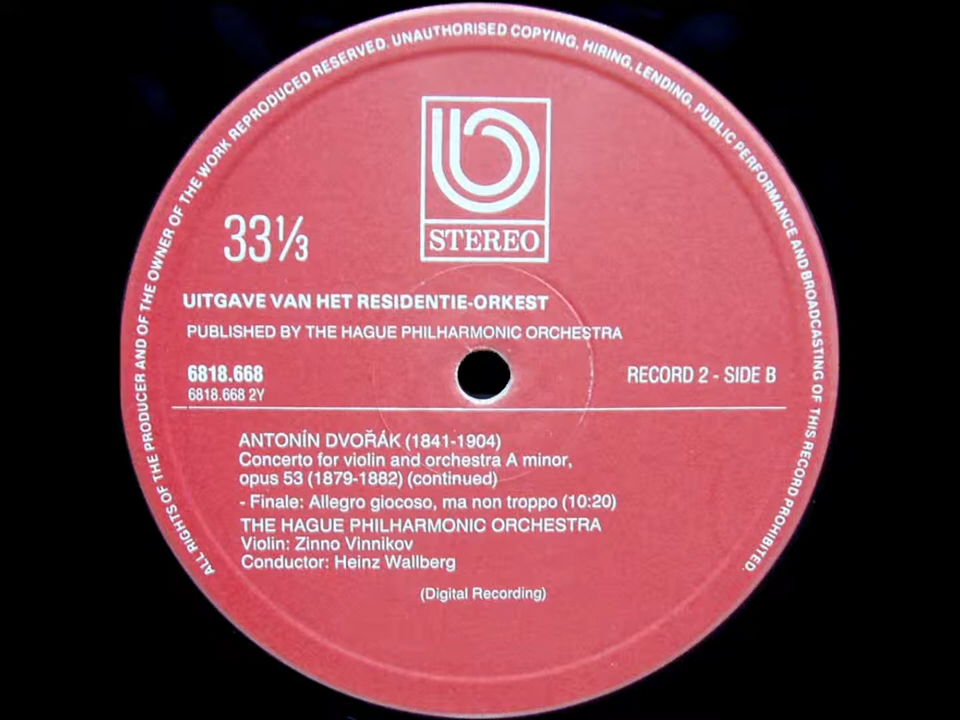 ALL RIGHTS OF THE PRODUCER AND OF THE OWNER OF THE WORK REPRODUCED RESERVED. UNAUTHORISED COPYING, HIRING, LENDING, PUBLIC PERFORMANCE AND BROADCASTING OF THIS RECORD PROHIBITED.
STEREO
33⅓
UITGAVE VAN HET RESIDENTIE-ORKEST
PUBLISHED BY THE HAGUE PHILHARMONIC ORCHESTRA
6818.668
6818.668 2Y
RECORD 2 - SIDE B
ANTONÍN DVOŘÁK (1841-1904)
Concerto for violin and orchestra A minor,
opus 53 (1879-1882) (continued)
- Finale: Allegro giocoso, ma non troppo (10:20)
THE HAGUE PHILHARMONIC ORCHESTRA
Violin: Zinno Vinnikov
Conductor: Heinz Wallberg
(Digital Recording)